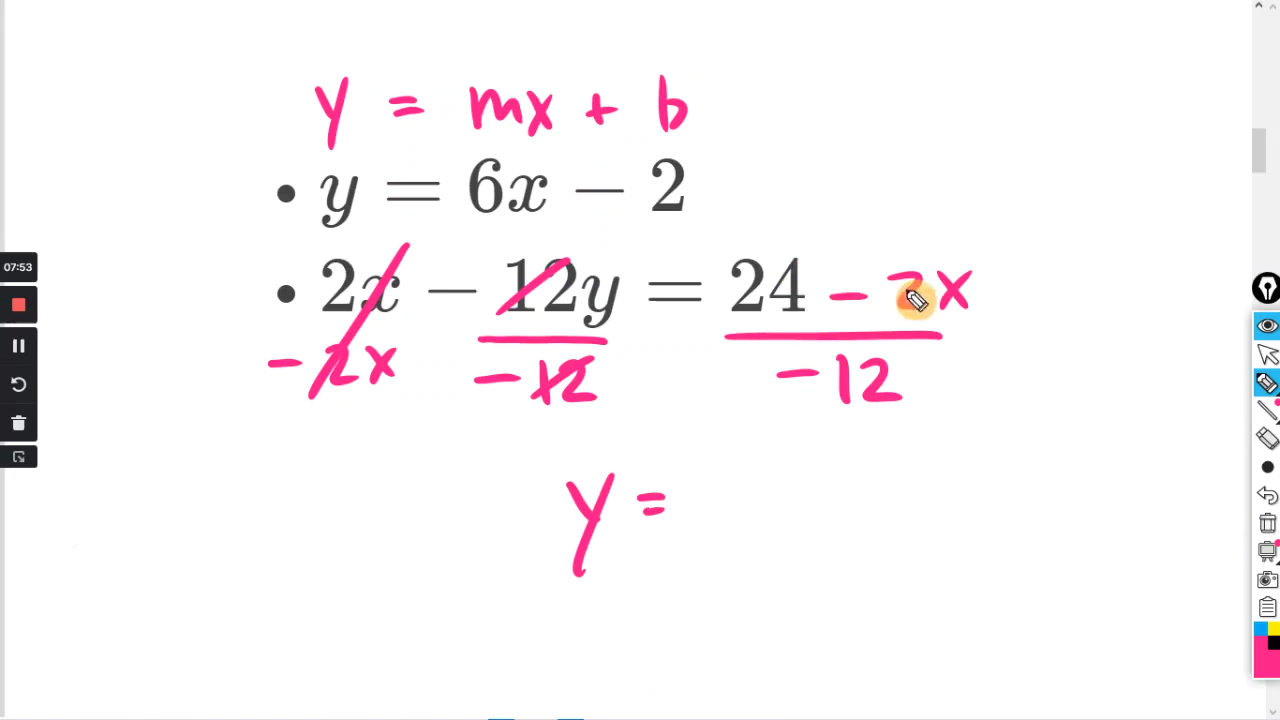 y = mx + b
• y = 6x − 2
• 2x − 12y = 24 - 2x
-2x -12 -12
07:53
y =